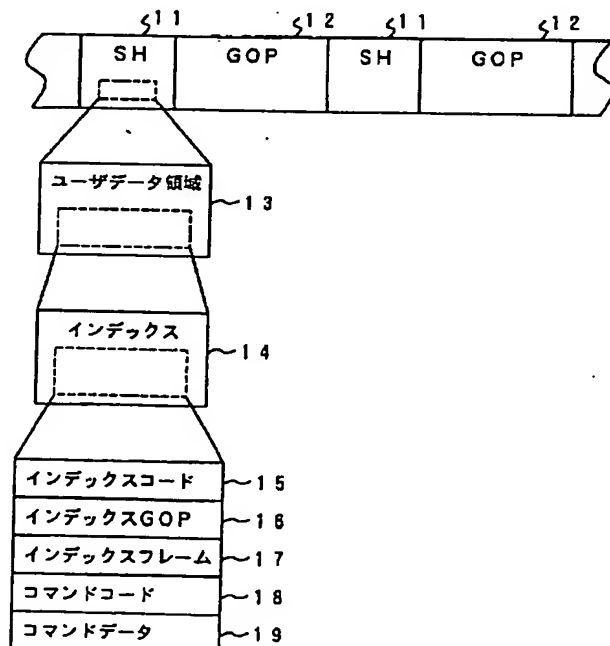 11 12 11 12
SH GOP SH GOP
ユーザデータ領域
13
インデックス
14
インデックスコード 15
インデックスGOP 16
インデックスフレーム 17
コマンドコード 18
コマンドデータ 19